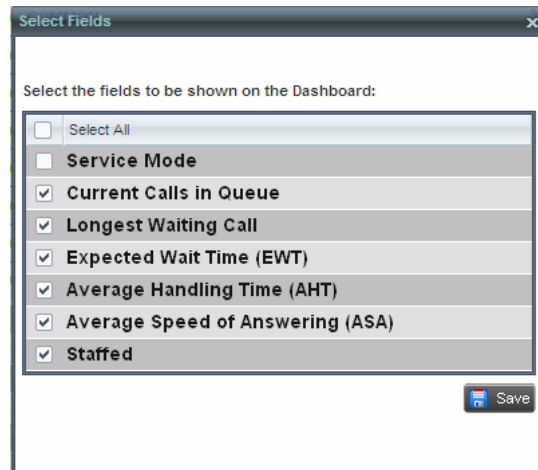 Select Fields
x
Select the fields to be shown on the Dashboard:
Select All
Service Mode
Current Calls in Queue
Longest Waiting Call
Expected Wait Time (EWT)
Average Handling Time (AHT)
Average Speed of Answering (ASA)
Staffed
Save